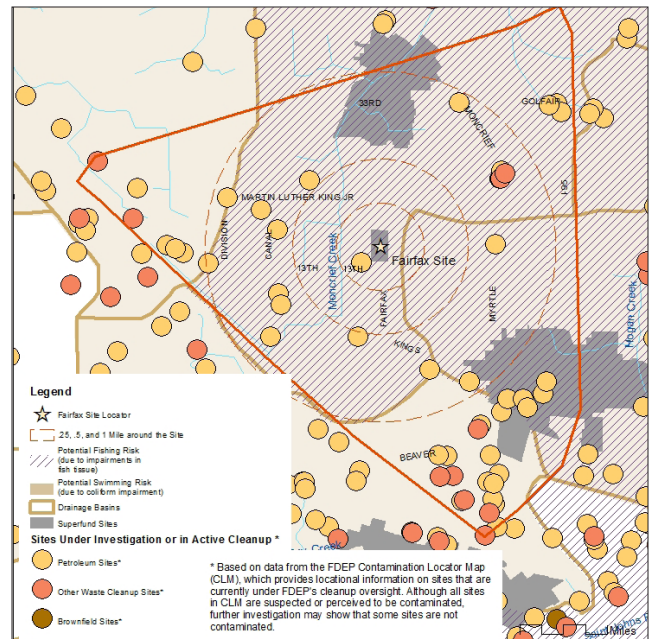 33RD
GOLFAIR
MONCRIEF
I95
MARTIN LUTHER KING JR
DIVISION
CANAL
Moncrief Creek
13TH
13TH
Fairfax Site
FAIRFAX
MYRTLE
Hogan Creek
KINGS
BEAVER
Legend
Fairfax Site Locator
.25, .5, and 1 Mile around the Site
Potential Fishing Risk
(due to impairments in
fish tissue)
Potential Swimming Risk
(due to coliform impairment)
Drainage Basins
Superfund Sites
Sites Under Investigation or in Active Cleanup *
Petroleum Sites*
Other Waste Cleanup Sites*
Brownfield Sites*
Creek
* Based on data from the FDEP Contamination Locator Map
(CLM), which provides locational information on sites that are
currently under FDEP's cleanup oversight. Although all sites
in CLM are suspected or perceived to be contaminated,
further investigation may show that some sites are not
contaminated.
Miles